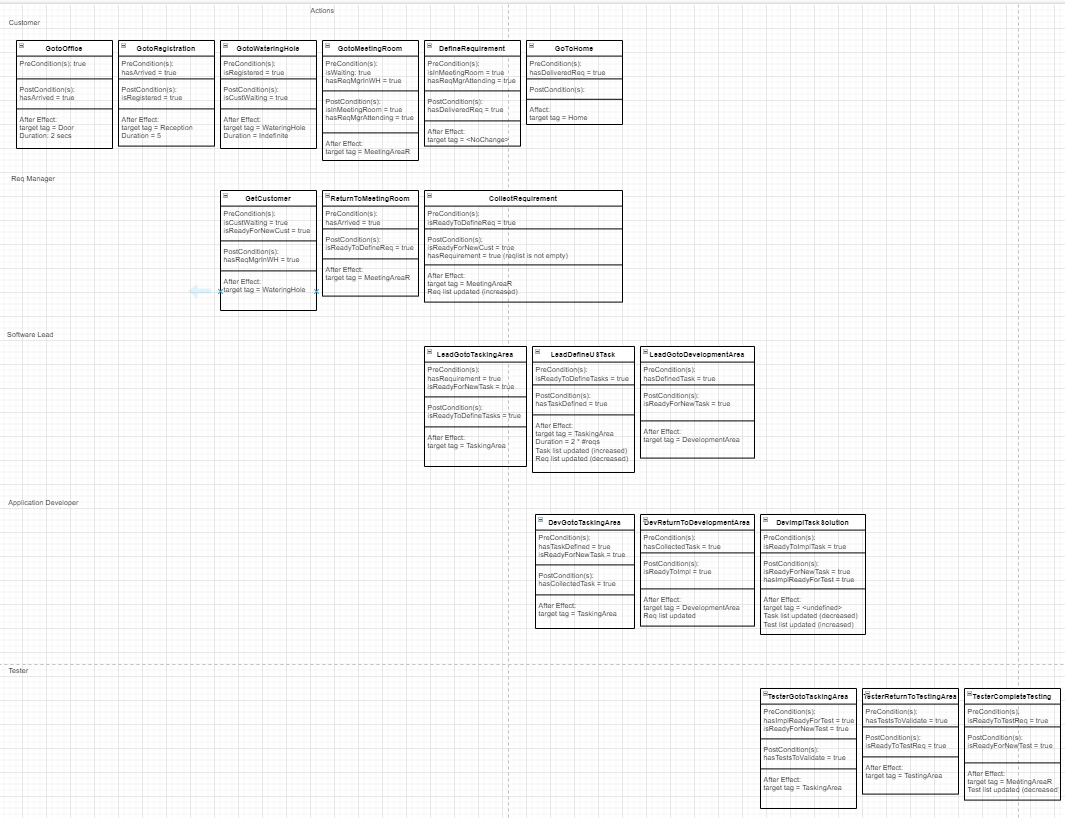 Actions
Customer
GotoOffice
PreCondition(s): true
PostCondition(s):
hasArrived = true
After Effect:
target tag = Door
Duration: 2 secs
GotoRegistration
PreCondition(s):
hasArrived = true
PostCondition(s):
isRegistered = true
After Effect:
target tag = Reception
Duration = 5
GotoWateringHole
PreCondition(s):
isRegistered = true
PostCondition(s):
isCustWaiting = true
After Effect:
target tag = WateringHole
Duration = Indefinite
GotoMeetingRoom
PreCondition(s):
isWaiting: true
hasReqMgrInWH = true
PostCondition(s):
isInMeetingRoom = true
hasReqMgrAttending = true
After Effect:
target tag = MeetingAreaR
DefineRequirement
PreCondition(s):
isInMeetingRoom = true
hasReqMgrAttending = true
PostCondition(s):
hasDeliveredReq = true
After Effect:
target tag = <NoChange>
GoToHome
PreCondition(s):
hasDeliveredReq = true
PostCondition(s):
Affect:
target tag = Home
Req Manager
GetCustomer
PreCondition(s):
isCustWaiting = true
isReadyForNewCust = true
PostCondition(s):
hasReqMgrInWH = true
After Effect:
target tag = WateringHole
ReturnToMeetingRoom
PreCondition(s):
hasArrived = true
PostCondition(s):
isReadyToDefineReq = true
After Effect:
target tag = MeetingAreaR
CollectRequirement
PreCondition(s):
isReadyToDefineReq = true
PostCondition(s):
isReadyForNewCust = true
hasRequirement = true (reqlist is not empty)
After Effect:
target tag = MeetingAreaR
Req list updated (increased)
Software Lead
LeadGotoTaskingArea
PreCondition(s):
hasRequirement = true
isReadyForNewTask = true
PostCondition(s):
isReadyToDefineTasks = true
After Effect:
target tag = TaskingArea
LeadDefineUSTask
PreCondition(s):
isReadyToDefineTasks = true
PostCondition(s):
hasTaskDefined = true
After Effect:
target tag = TaskingArea
Duration = 2 * #reqs
Task list updated (increased)
Req list updated (decreased)
LeadGotoDevelopmentArea
PreCondition(s):
hasDefinedTask = true
PostCondition(s):
isReadyForNewTask = true
After Effect:
target tag = DevelopmentArea
Application Developer
DevGotoTaskingArea
PreCondition(s):
hasTaskDefined = true
isReadyForNewTask = true
PostCondition(s):
hasCollectedTask = true
After Effect:
target tag = TaskingArea
DevReturnToDevelopmentArea
PreCondition(s):
hasCollectedTask = true
PostCondition(s):
isReadyToImpl = true
After Effect:
target tag = DevelopmentArea
Req list updated
DevImplTaskSolution
PreCondition(s):
isReadyToImplTask = true
PostCondition(s):
isReadyForNewTask = true
hasImplReadyForTest = true
After Effect:
target tag = <undefined>
Task list updated (decreased)
Test list updated (increased)
Tester
TesterGotoTaskingArea
PreCondition(s):
hasImplReadyForTest = true
isReadyForNewTest = true
PostCondition(s):
hasTestsToValidate = true
After Effect:
target tag = TaskingArea
TesterReturnToTestingArea
PreCondition(s):
hasTestsToValidate = true
PostCondition(s):
isReadyToTestReq = true
After Effect:
target tag = TestingArea
TesterCompleteTesting
PreCondition(s):
isReadyToTestReq = true
PostCondition(s):
isReadyForNewTest = true
After Effect:
target tag = MeetingAreaR
Test list updated (decreased